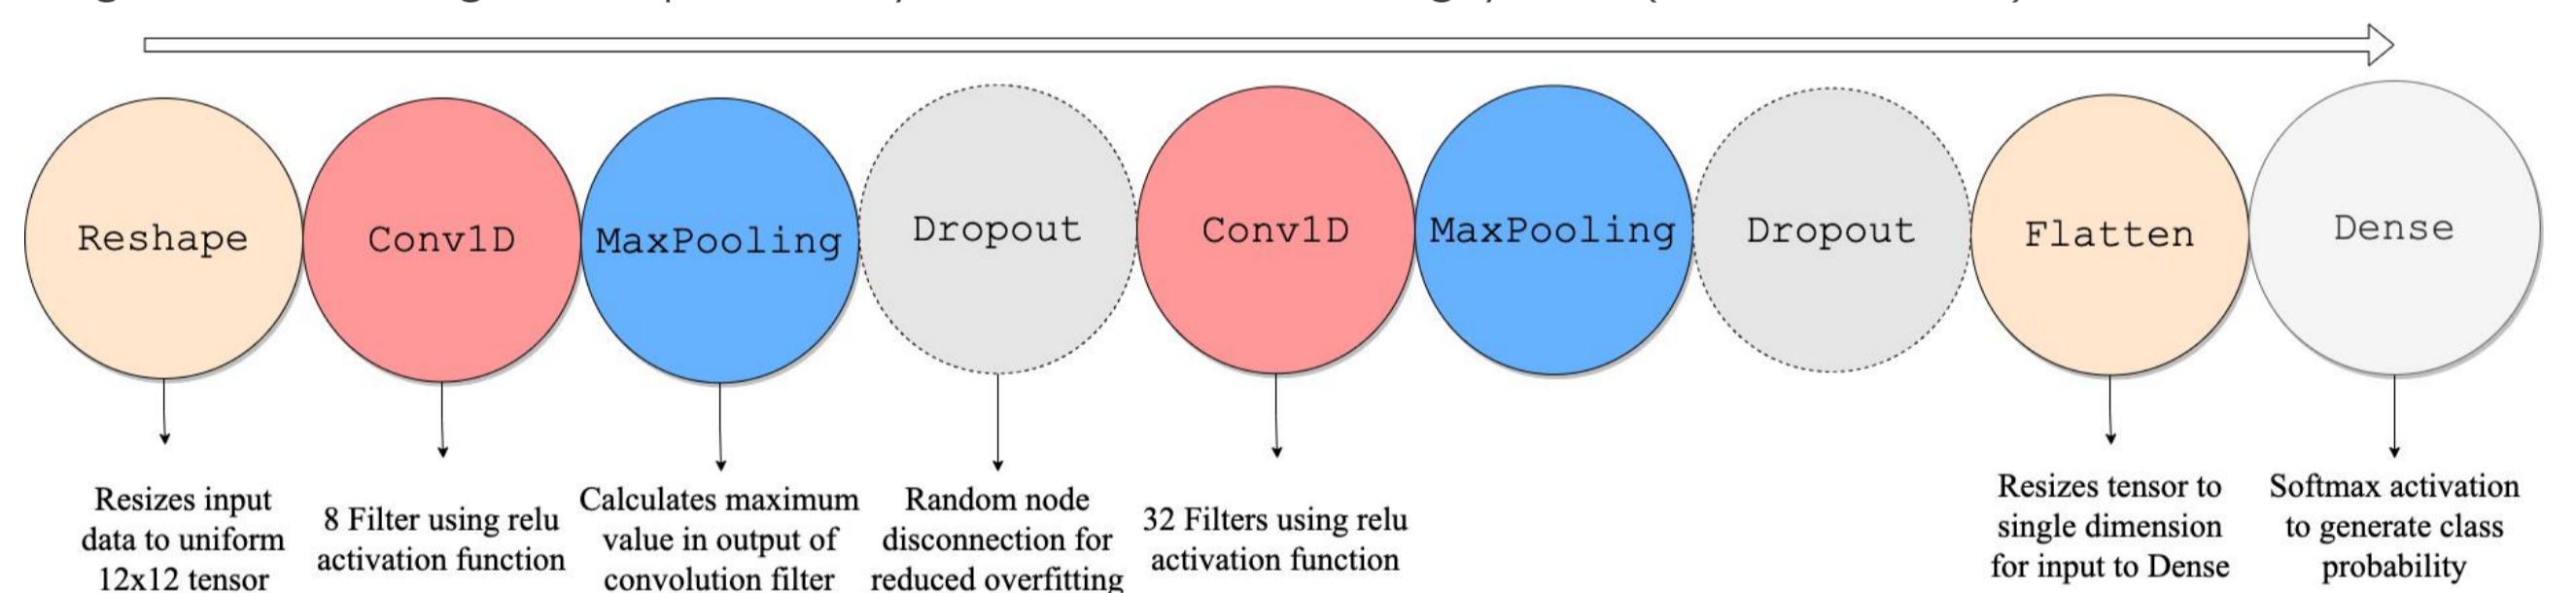 Reshape
Conv1D
MaxPooling
Dropout
Conv1D
MaxPooling
Dropout
Flatten
Dense
Resizes input
data to uniform
12x12 tensor
8 Filter using relu
activation function
Calculates maximum
value in output of
convolution filter
Random node
disconnection for
reduced overfitting
32 Filters using relu
activation function
Resizes tensor to
single dimension
for input to Dense
Softmax activation
to generate class
probability